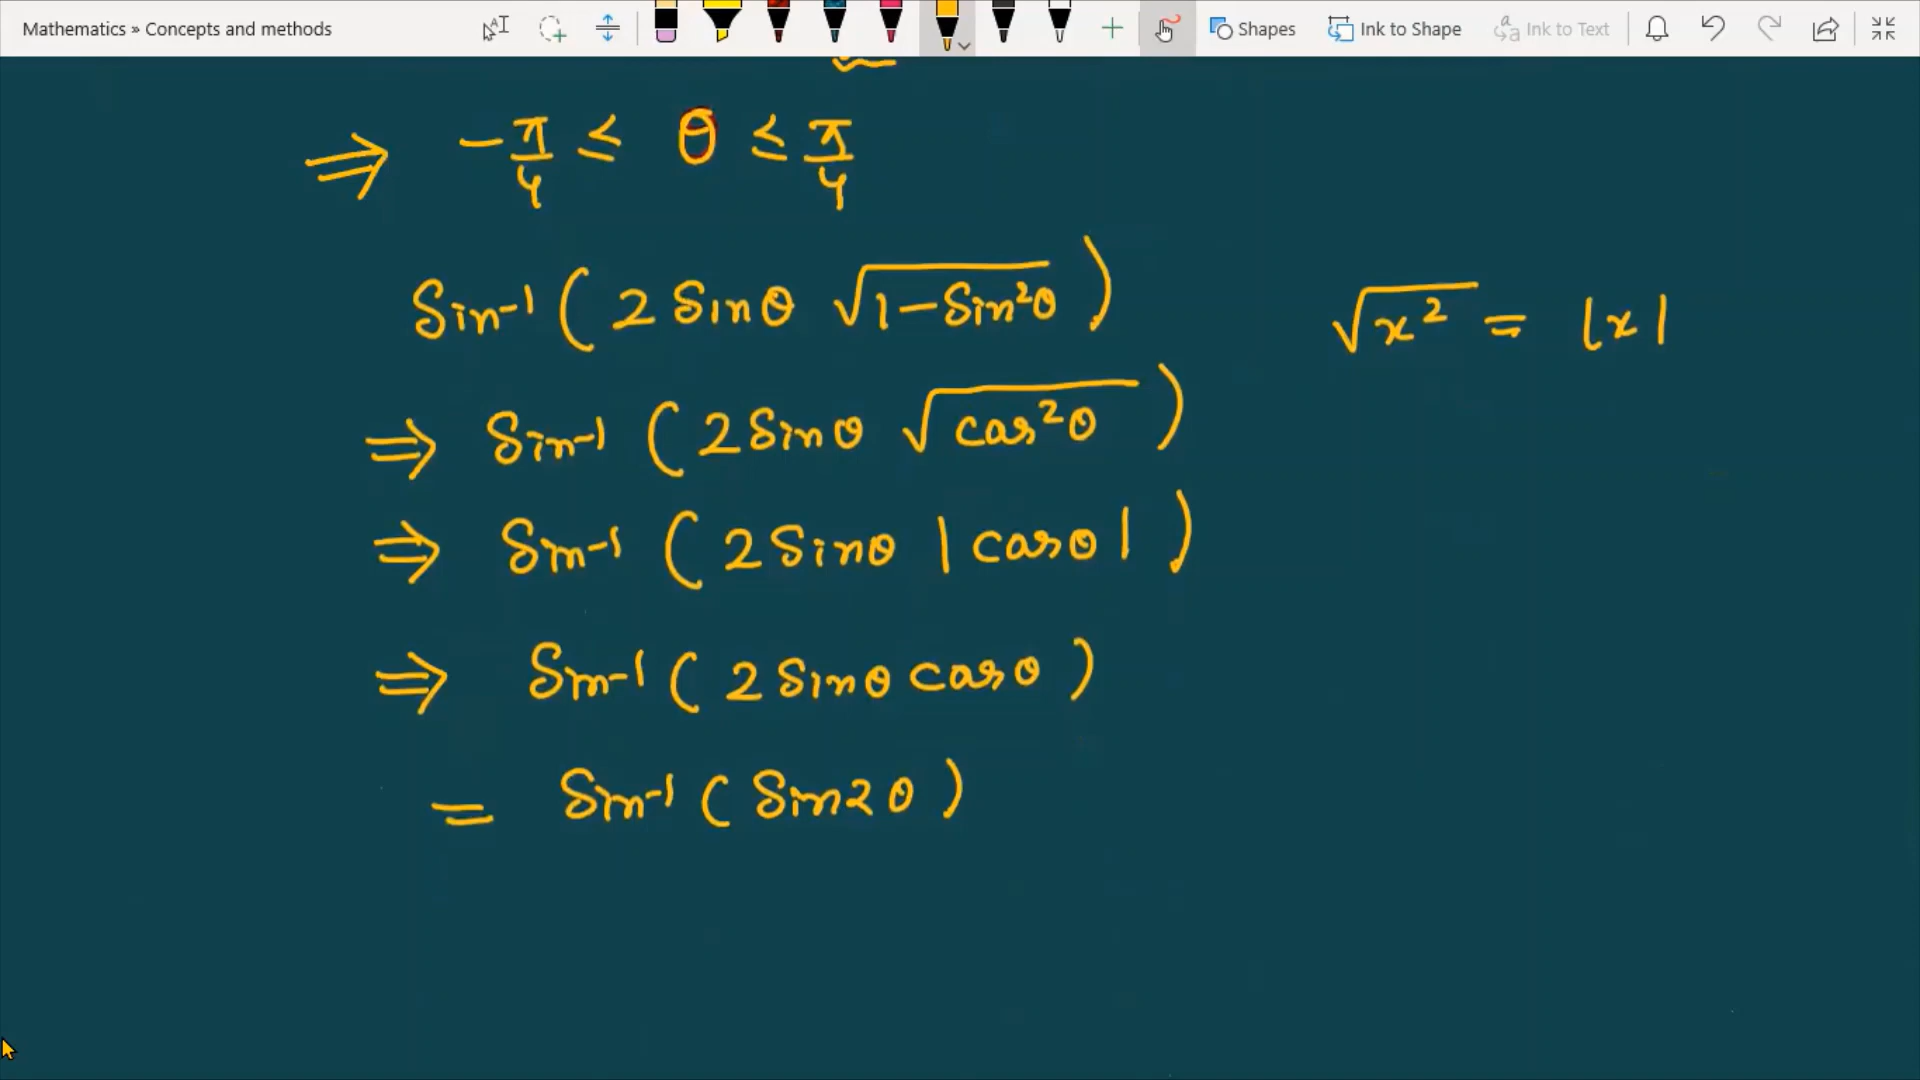 Mathematics » Concepts and methods
Shapes
Ink to Shape
Ink to Text
⇒ -π/4 ≤ θ ≤ π/4
Sin⁻¹ ( 2 Sinθ √(1-Sin²θ) )
√(x²) = |x|
⇒ Sin⁻¹ ( 2 Sinθ √(cos²θ) )
⇒ Sin⁻¹ ( 2 Sinθ |cosθ| )
⇒ Sin⁻¹ ( 2 Sinθ cosθ )
= Sin⁻¹ ( Sin2θ )